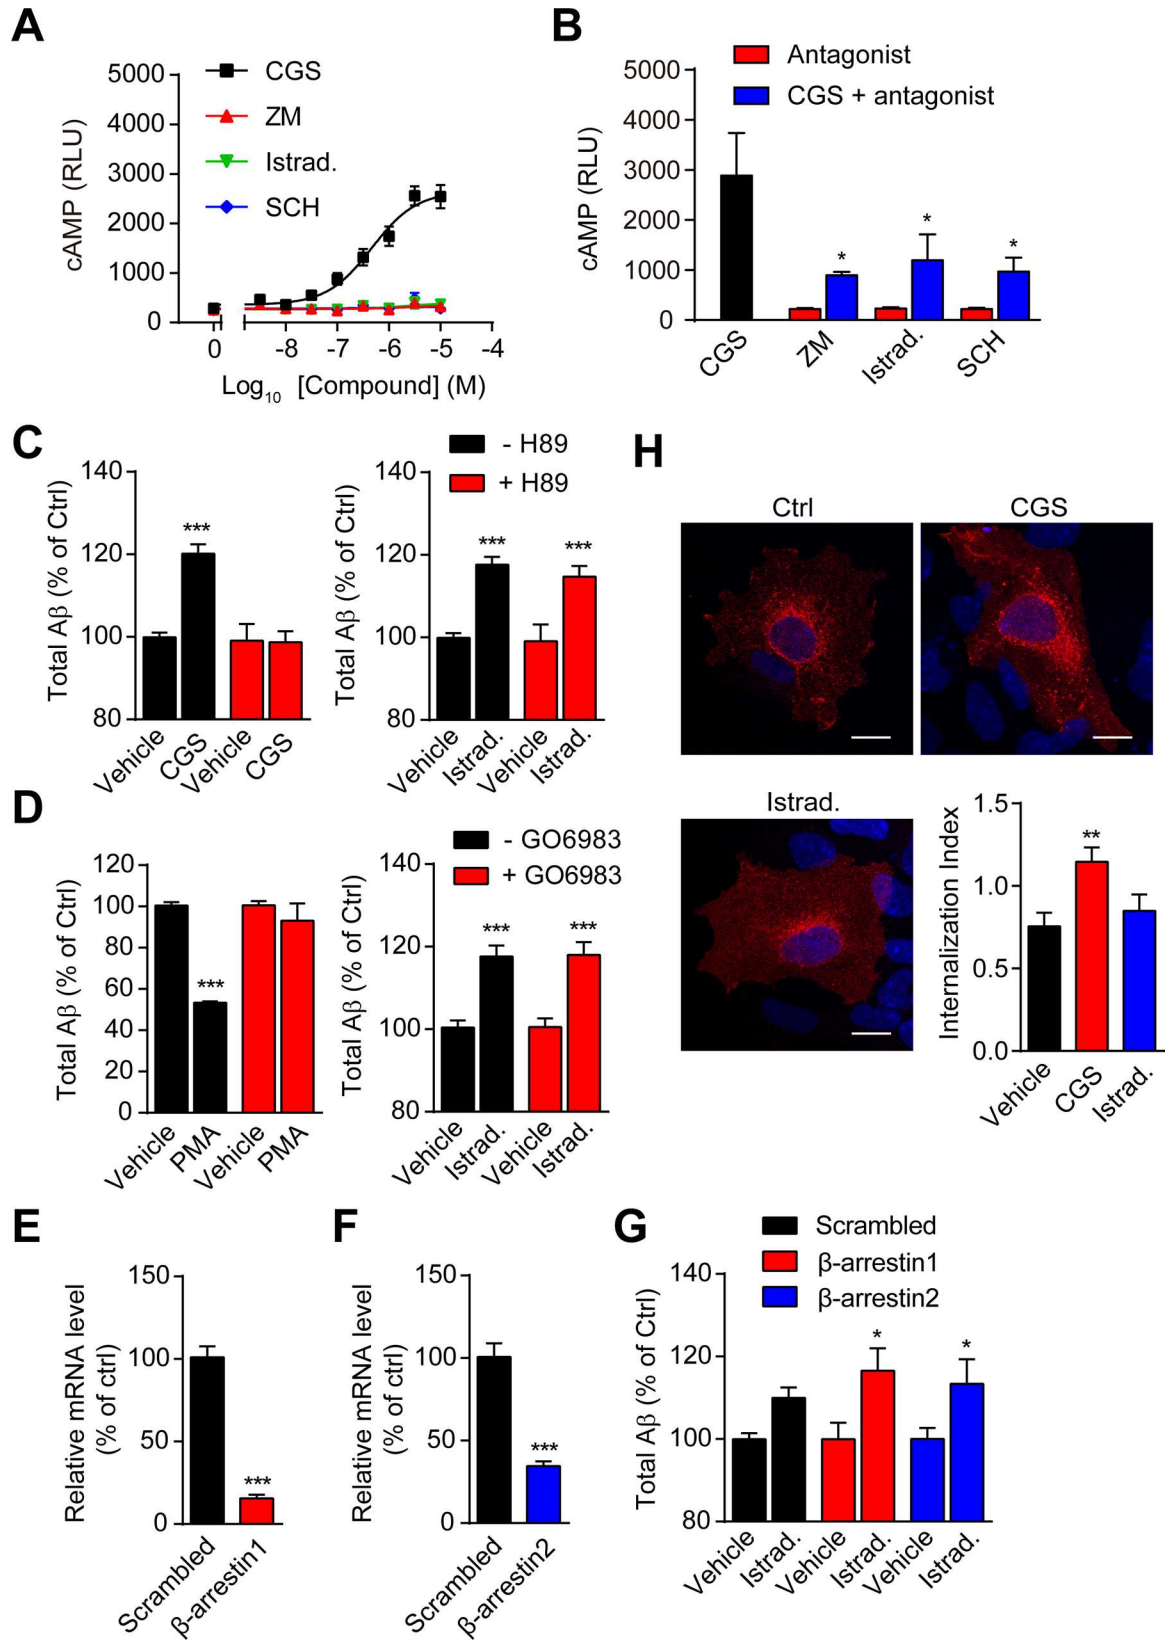 A
cAMP (RLU)
5000
4000
3000
2000
1000
0
CGS
ZM
Istrad.
SCH
0 -8 -7 -6 -5 -4
Log10 [Compound] (M)
B
Antagonist
CGS + antagonist
cAMP (RLU)
5000
4000
3000
2000
1000
0
* * *
CGS ZM Istrad. SCH
C
- H89
+ H89
Total Aβ (% of Ctrl)
140
120
100
80
***
Vehicle CGS Vehicle CGS
Total Aβ (% of Ctrl)
140
120
100
80
*** ***
Vehicle Istrad. Vehicle Istrad.
D
- GO6983
+ GO6983
Total Aβ (% of Ctrl)
120
100
80
60
40
20
0
***
Vehicle PMA Vehicle PMA
Total Aβ (% of Ctrl)
140
120
100
80
*** ***
Vehicle Istrad. Vehicle Istrad.
H
Ctrl
CGS
Istrad.
Internalization Index
1.5
1.0
0.5
0.0
**
Vehicle CGS Istrad.
E
Relative mRNA level
(% of ctrl)
150
100
50
0
***
Scrambled β-arrestin1
F
Relative mRNA level
(% of ctrl)
150
100
50
0
***
Scrambled β-arrestin2
G
Scrambled
β-arrestin1
β-arrestin2
Total Aβ (% of Ctrl)
140
120
100
80
* *
Vehicle Istrad. Vehicle Istrad. Vehicle Istrad.